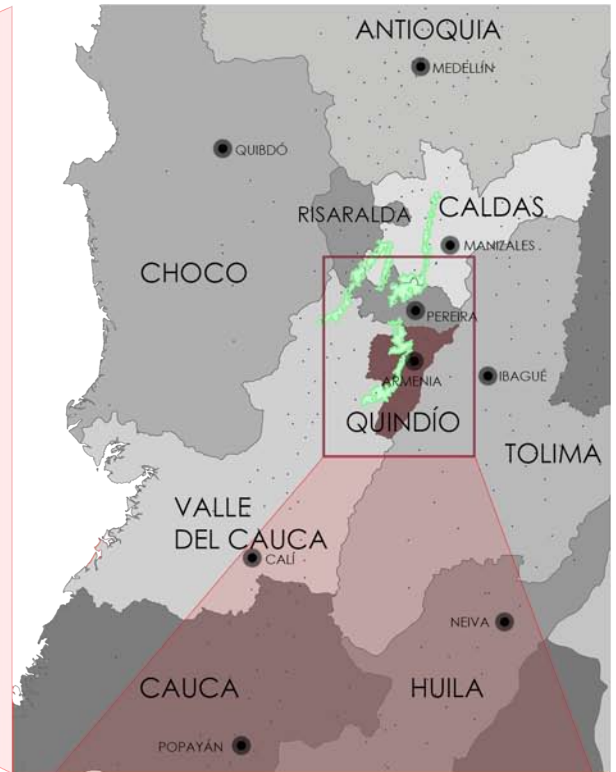 ANTIOQUIA
MEDELLÍN
QUIBDÓ
RISARALDA
CALDAS
MANIZALES
CHOCO
PEREIRA
ARMENIA
IBAGUÉ
QUINDÍO
TOLIMA
VALLE
DEL CAUCA
CALÍ
NEIVA
CAUCA
HUILA
POPAYÁN